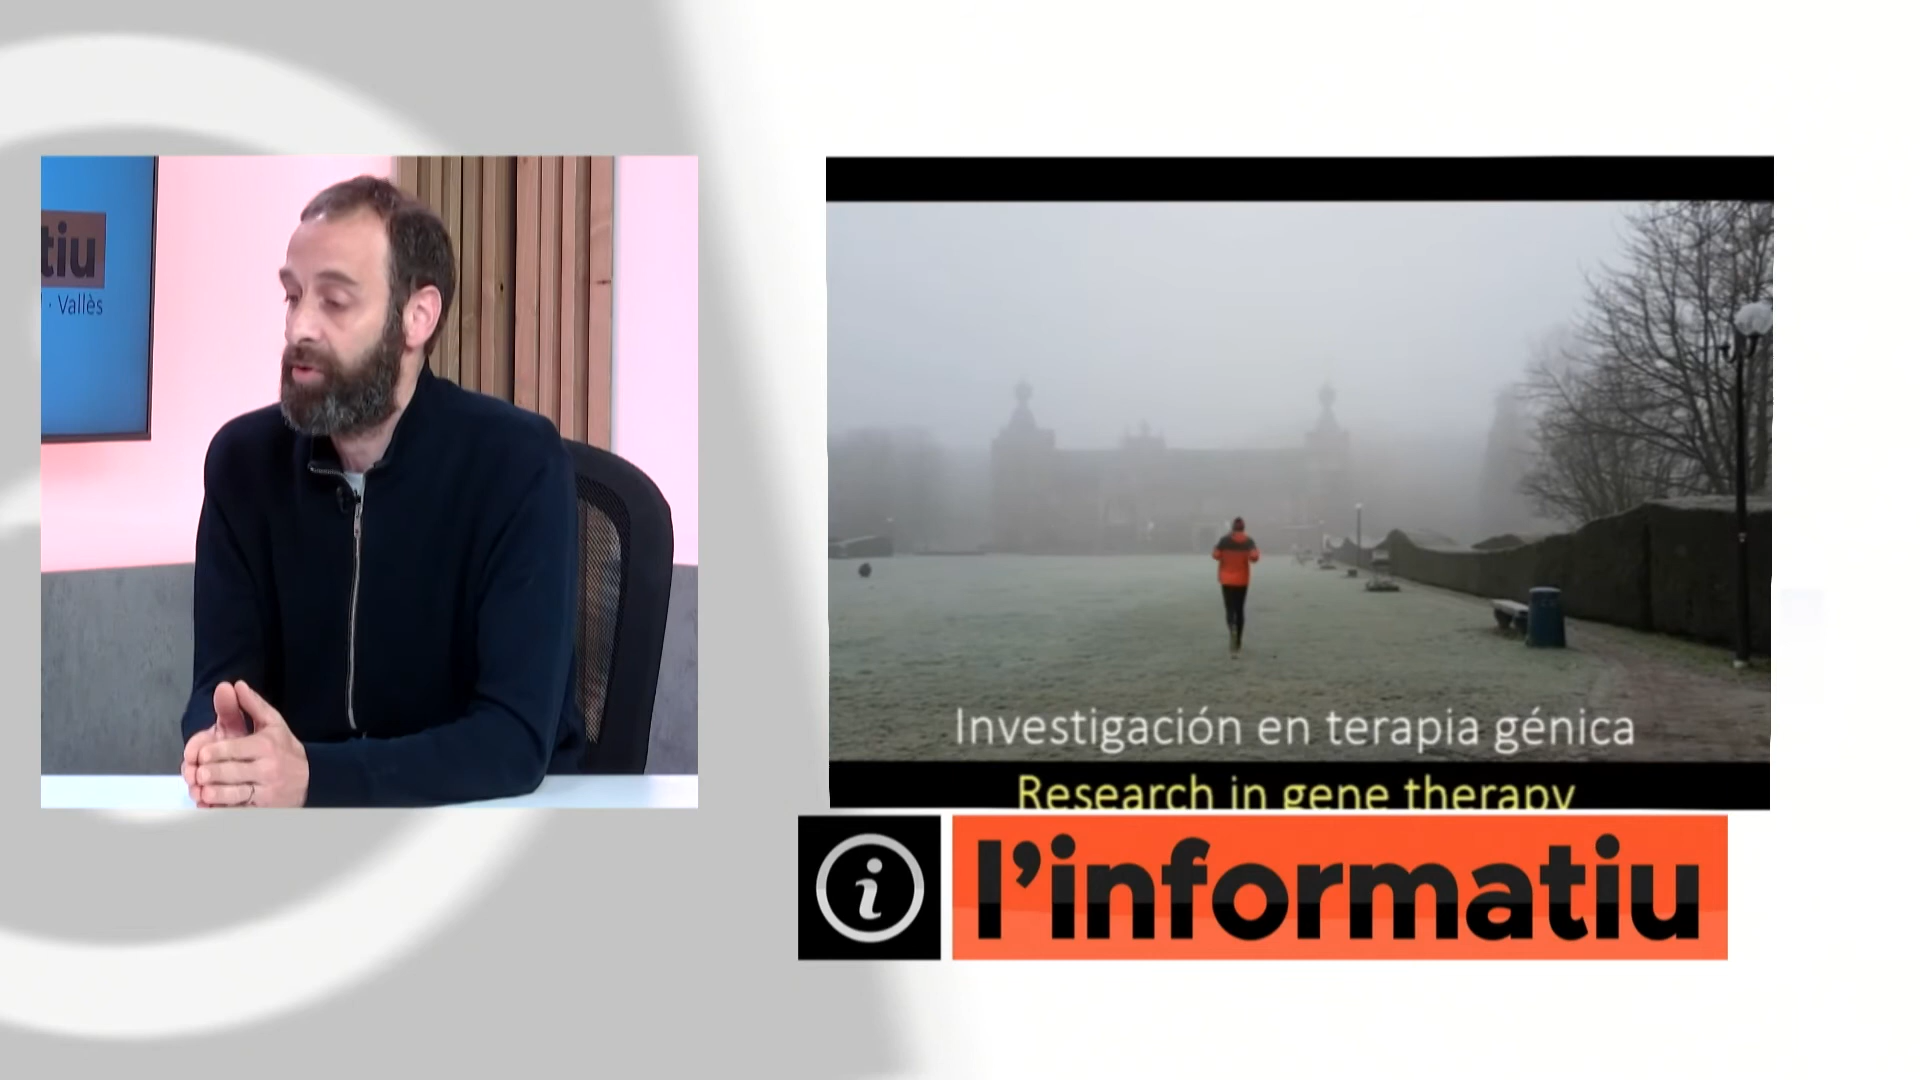 tiu
· Vallès
Investigación en terapia génica
Research in gene therapy
i
l'informatiu